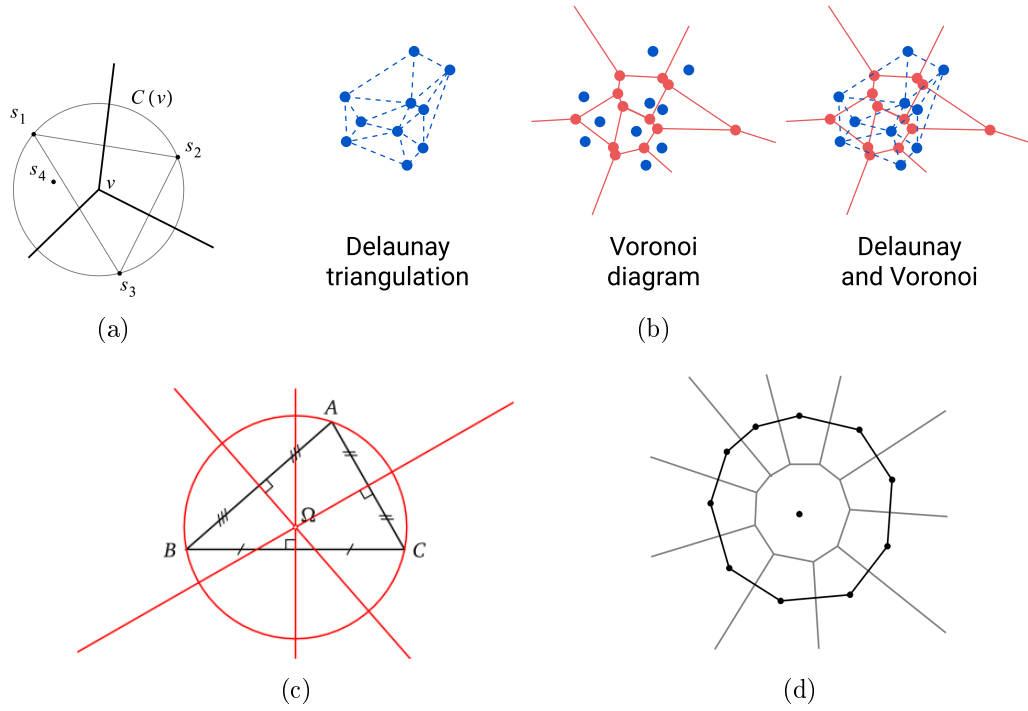 C(v)
s1
s2
s4
v
s3
(a)
Delaunay
triangulation
Voronoi
diagram
Delaunay
and Voronoi
(b)
A
Ω
B
C
(c)
(d)